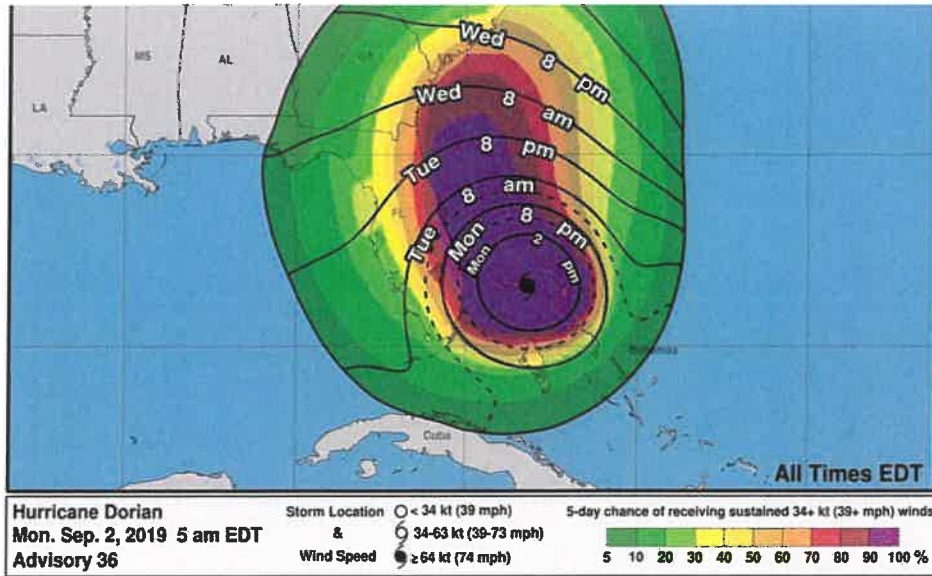 Wed 8 pm
Wed 8 am
MS
AL
LA
Tue 8 pm
FL
Tue 8 am
Mon 8 pm
Mon 2 pm
Bahamas
Cuba
All Times EDT
Hurricane Dorian
Mon. Sep. 2, 2019 5 am EDT
Advisory 36
Storm Location
&
Wind Speed
< 34 kt (39 mph)
34-63 kt (39-73 mph)
≥ 64 kt (74 mph)
5-day chance of receiving sustained 34+ kt (39+ mph) winds
5 10 20 30 40 50 60 70 80 90 100 %